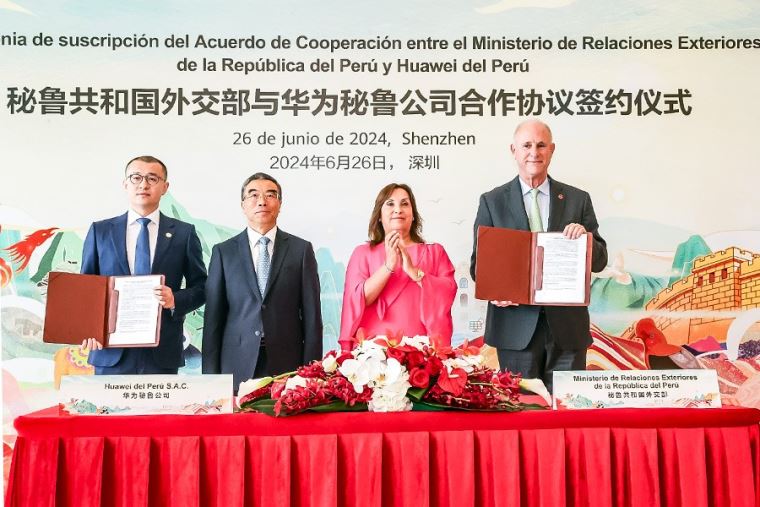 nia de suscripción del Acuerdo de Cooperación entre el Ministerio de Relaciones Exteriores
de la República del Perú y Huawei del Perú
秘鲁共和国外交部与华为秘鲁公司合作协议签约仪式
26 de junio de 2024, Shenzhen
2024年6月26日， 深圳
Huawei del Perú S.A.C.
华为秘鲁公司
Ministerio de Relaciones Exteriores
de la República del Perú
秘鲁共和国外交部